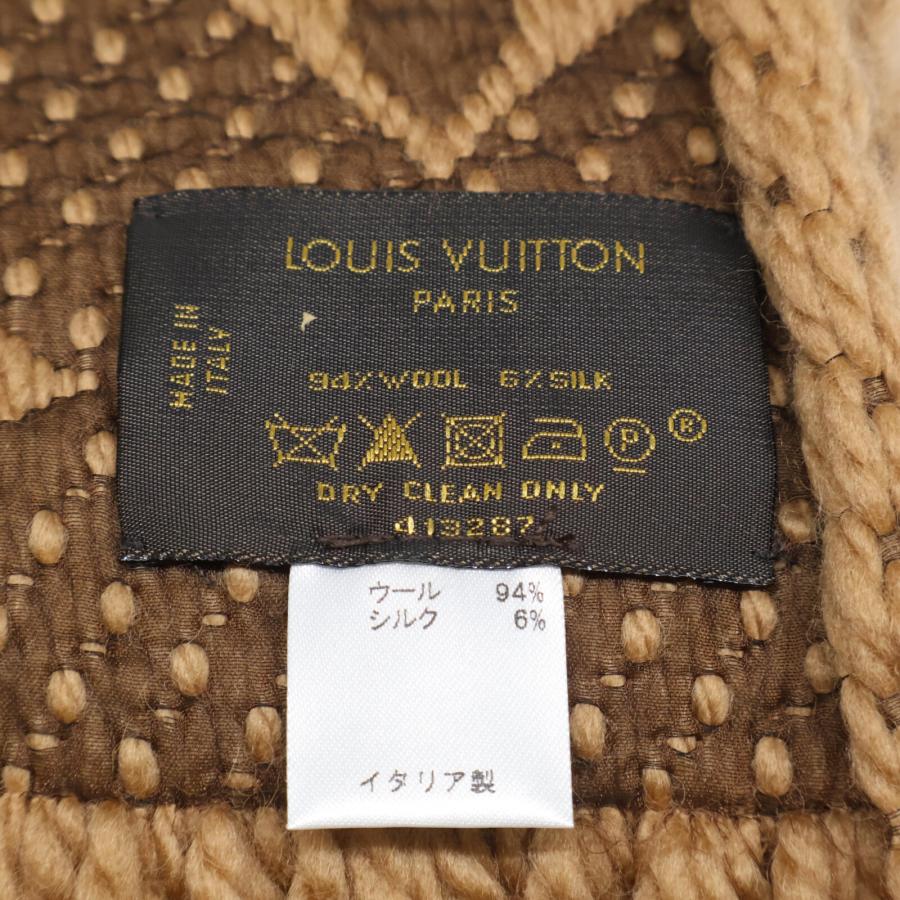 LOUIS VUITTON
PARIS
MADE IN
ITALY
94%WOOL 6%SILK
P
®
DRY CLEAN ONLY
413287
ウール 94%
シルク 6%
イタリア製